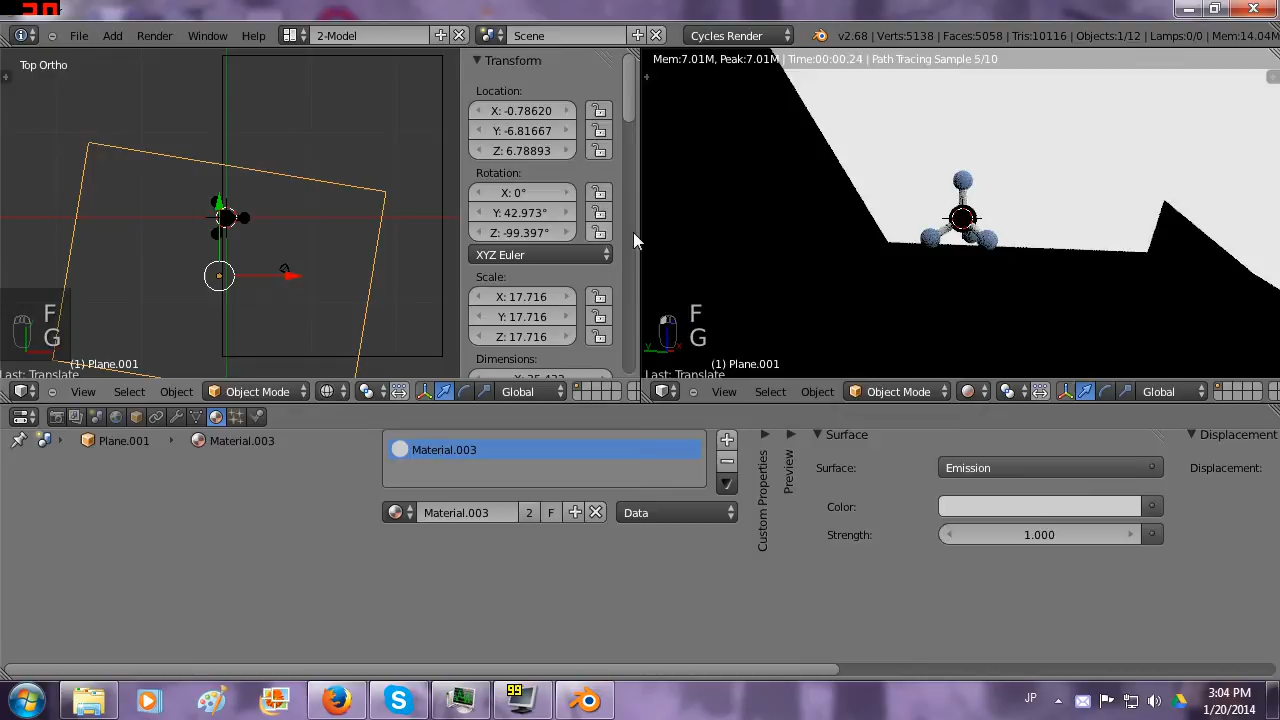 30
File Add Render Window Help 2-Model Scene Cycles Render v2.68 | Verts:5138 | Faces:5058 | Tris:10116 | Objects:1/12 | Lamps:0/0 | Mem:14.04M
Top Ortho
Transform
Location:
X: -0.78620
Y: -6.81667
Z: 6.78893
Rotation:
X: 0°
Y: 42.973°
Z: -99.397°
XYZ Euler
Scale:
X: 17.716
Y: 17.716
Z: 17.716
Dimensions:
F
G
(1) Plane.001
Last: Translate
Mem:7.01M, Peak:7.01M | Time:00:00.24 | Path Tracing Sample 5/10
F
G
(1) Plane.001
Last: Translate
View Select Object Object Mode Global
View Select Object Object Mode Global
Plane.001 Material.003
Material.003
Material.003 2 F Data
Custom Properties
Preview
Surface
Surface: Emission
Color:
Strength: 1.000
Displacement
Displacement:
99
JP
3:04 PM
1/20/2014